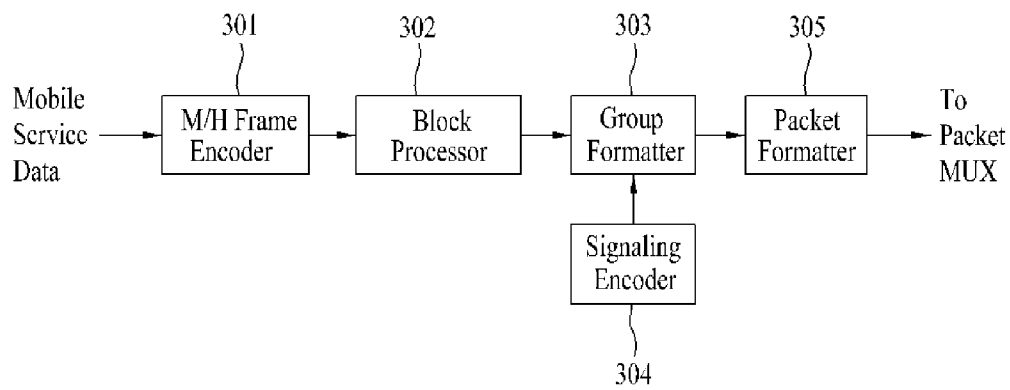 301
302
303
305
Mobile
Service
Data
M/H Frame
Encoder
Block
Processor
Group
Formatter
Packet
Formatter
To
Packet
MUX
Signaling
Encoder
304